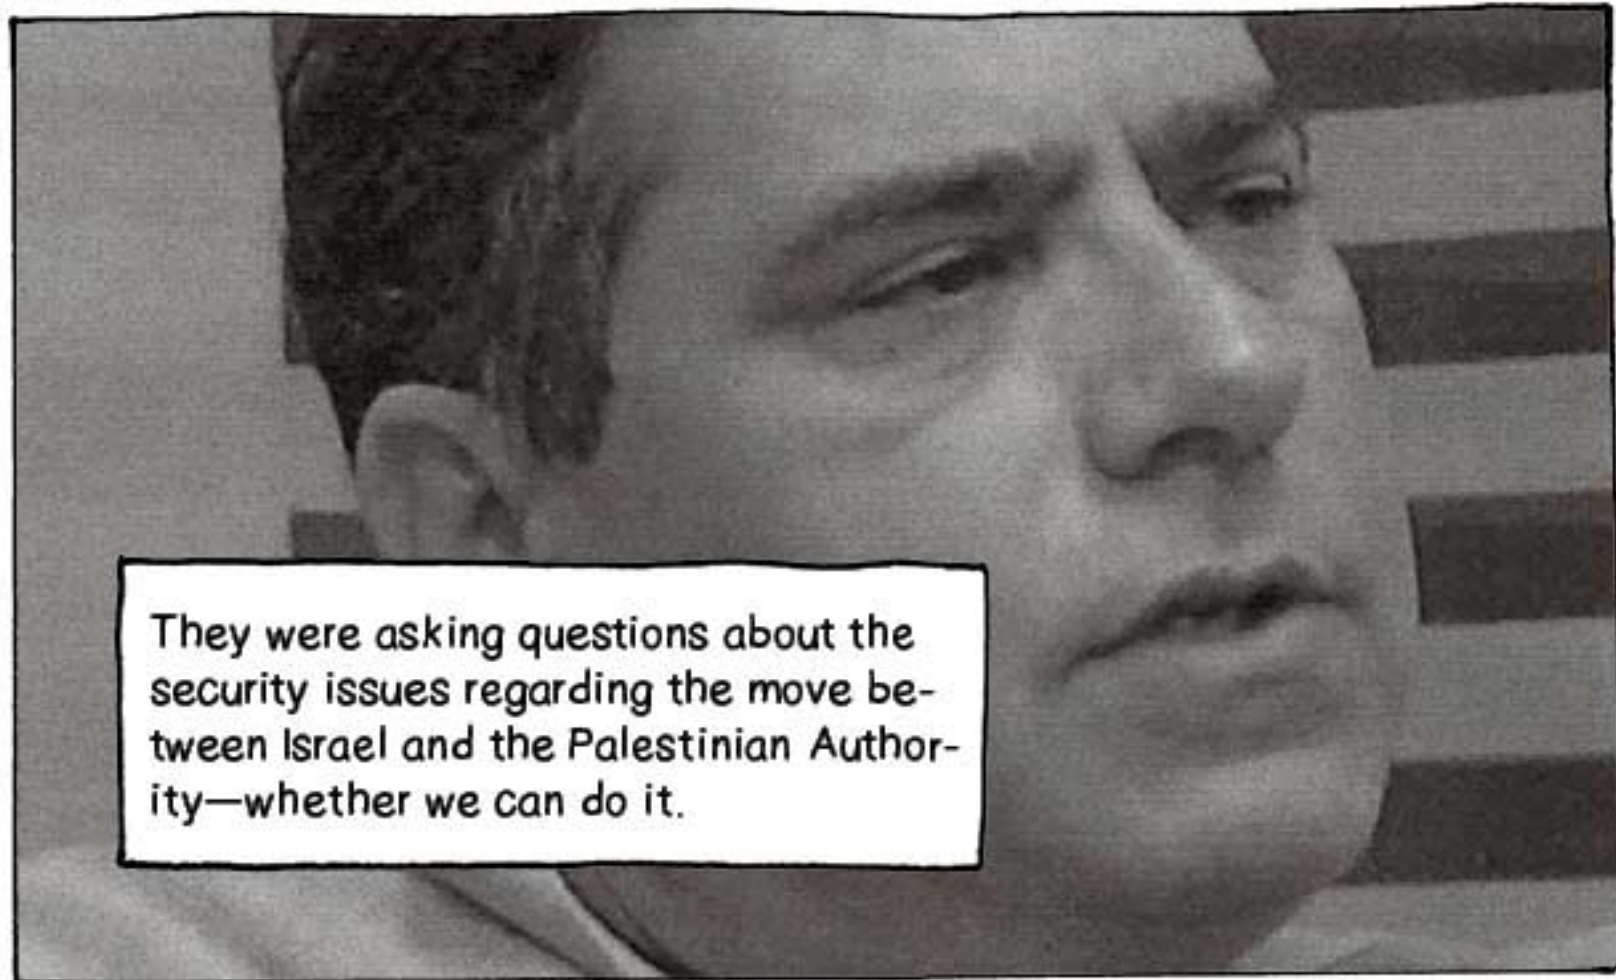 They were asking questions about the
security issues regarding the move be-
tween Israel and the Palestinian Author-
ity—whether we can do it.